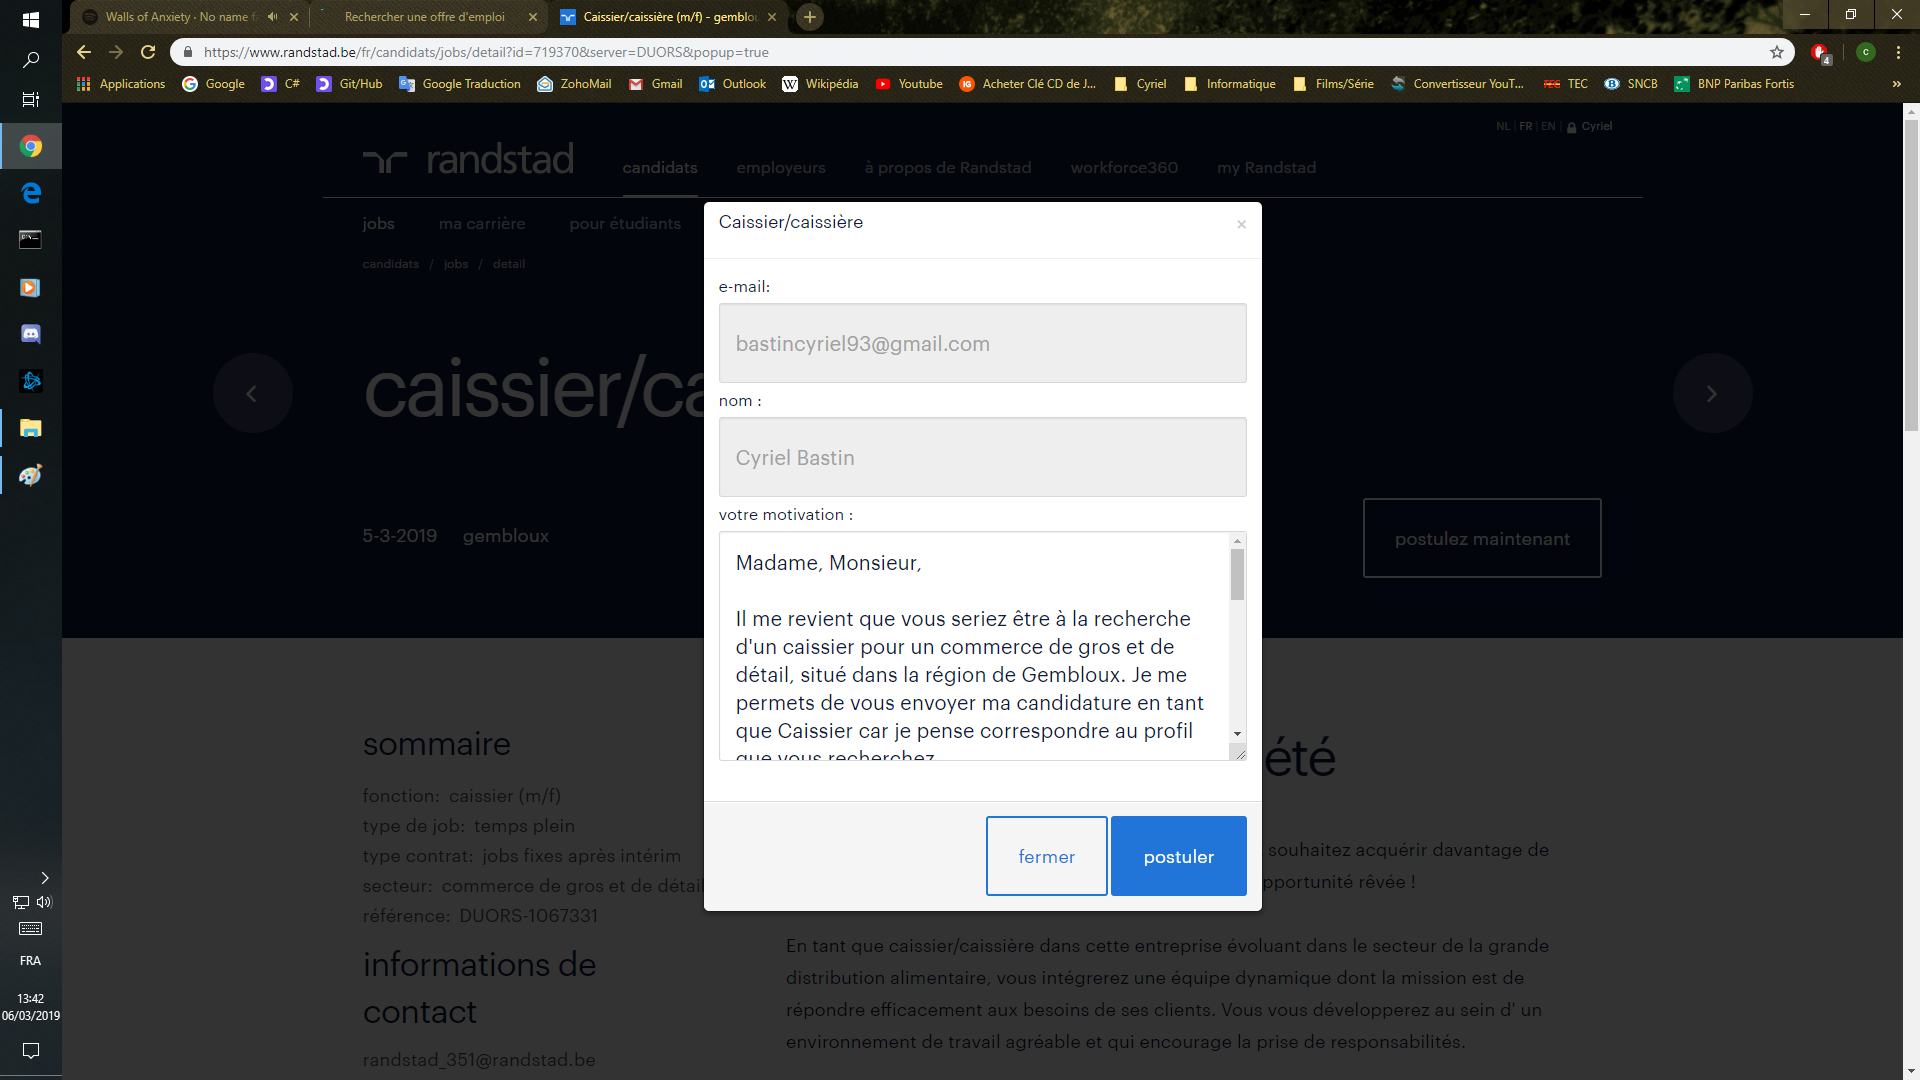 Walls of Anxiety · No name f
Rechercher une offre d'emploi
Caissier/caissière (m/f) - gemblo
https://www.randstad.be/fr/candidats/jobs/detail?id=719370&server=DUORS&popup=true
4
C
Applications
Google
C#
Git/Hub
Google Traduction
ZohoMail
Gmail
Outlook
Wikipédia
Youtube
Acheter Clé CD de J...
Cyriel
Informatique
Films/Série
Convertisseur YouT...
TEC
SNCB
BNP Paribas Fortis
»
NL | FR | EN | Cyriel
randstad
candidats
employeurs
à propos de Randstad
workforce360
my Randstad
jobs
ma carrière
pour étudiants
candidats / jobs / detail
caissier/ca
5-3-2019 gembloux
postulez maintenant
Caissier/caissière
×
e-mail:
bastincyriel93@gmail.com
nom :
Cyriel Bastin
votre motivation :
Madame, Monsieur,
Il me revient que vous seriez être à la recherche
d'un caissier pour un commerce de gros et de
détail, situé dans la région de Gembloux. Je me
permets de vous envoyer ma candidature en tant
que Caissier car je pense correspondre au profil
que vous recherchez
fermer
postuler
sommaire
fonction: caissier (m/f)
type de job: temps plein
type contrat: jobs fixes après intérim
secteur: commerce de gros et de détail
référence: DUORS-1067331
informations de
contact
randstad_351@randstad.be
été
souhaitez acquérir davantage de
pportunité rêvée !
En tant que caissier/caissière dans cette entreprise évoluant dans le secteur de la grande
distribution alimentaire, vous intégrerez une équipe dynamique dont la mission est de
répondre efficacement aux besoins de ses clients. Vous vous développerez au sein d' un
environnement de travail agréable et qui encourage la prise de responsabilités.
FRA
13:42
06/03/2019